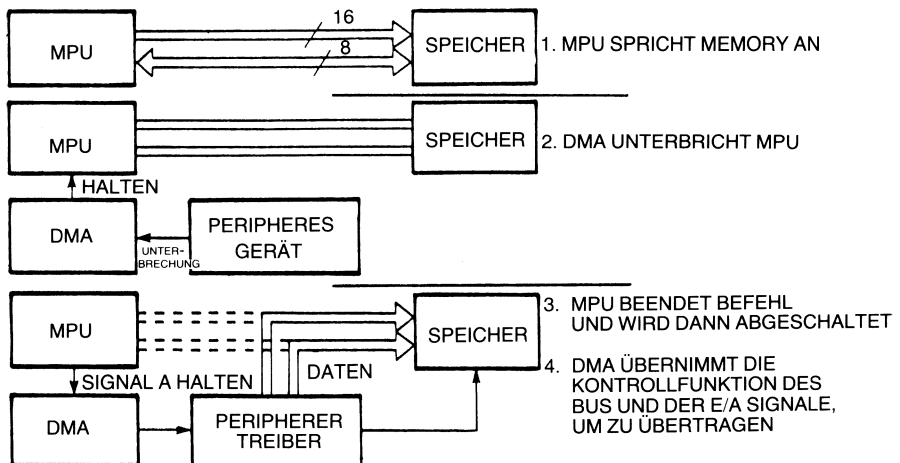 MPU
16
8
SPEICHER
1. MPU SPRICHT MEMORY AN
MPU
SPEICHER
2. DMA UNTERBRICHT MPU
HALTEN
DMA
UNTER-
BRECHUNG
PERIPHERES
GERÄT
MPU
SPEICHER
3. MPU BEENDET BEFEHL
UND WIRD DANN ABGESCHALTET
SIGNAL A HALTEN
DATEN
DMA
PERIPHERER
TREIBER
4. DMA ÜBERNIMMT DIE
KONTROLLFUNKTION DES
BUS UND DER E/A SIGNALE,
UM ZU ÜBERTRAGEN